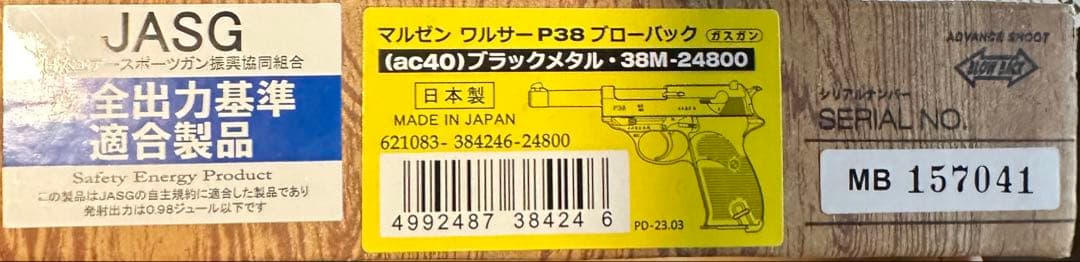 JASG
日本エアースポーツガン振興協同組合
全出力基準
適合製品
Safety Energy Product
この製品はJASGの自主規約に適合した製品であり
発射出力は0.98ジュール以下です
マルゼン ワルサーP38 ブローバック ガスガン
(ac40)ブラックメタル・38M-24800
日本製
MADE IN JAPAN
621083- 384246-24800
4 992487 384246
P38
PD-23.03
ADVANCE SHOOT
BLOW BACK
シリアルナンバー
SERIAL NO.
MB 157041